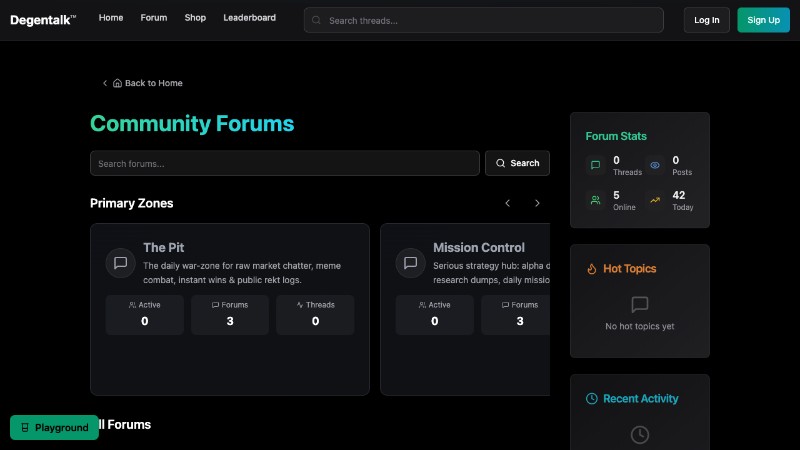 Degentalk™
Home
Forum
Shop
Leaderboard
Search threads...
Log In
Sign Up
Back to Home
Community Forums
Search forums...
Search
Primary Zones
The Pit
The daily war-zone for raw market chatter, meme
combat, instant wins & public rekt logs.
Active
0
Forums
3
Threads
0
Mission Control
Serious strategy hub: alpha d
research dumps, daily missio
Active
0
Forums
3
Forum Stats
0
Threads
0
Posts
5
Online
42
Today
Hot Topics
No hot topics yet
Recent Activity
Playground
ll Forums